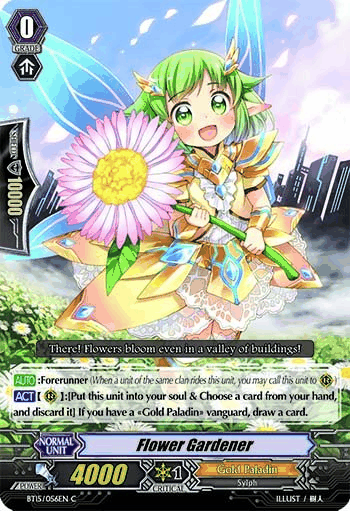 0
GRADE
SHIELD
10000
There! Flowers bloom even in a valley of buildings!
AUTO :Forerunner (When a unit of the same clan rides this unit, you may call this unit to R)
ACT [R]:[Put this unit into your soul & Choose a card from your hand,
and discard it] If you have a «Gold Paladin» vanguard, draw a card.
NORMAL UNIT
Flower Gardener
POWER 4000
1
CRITICAL
Gold Paladin
Sylph
BT15/056EN C
ILLUST / 樹人